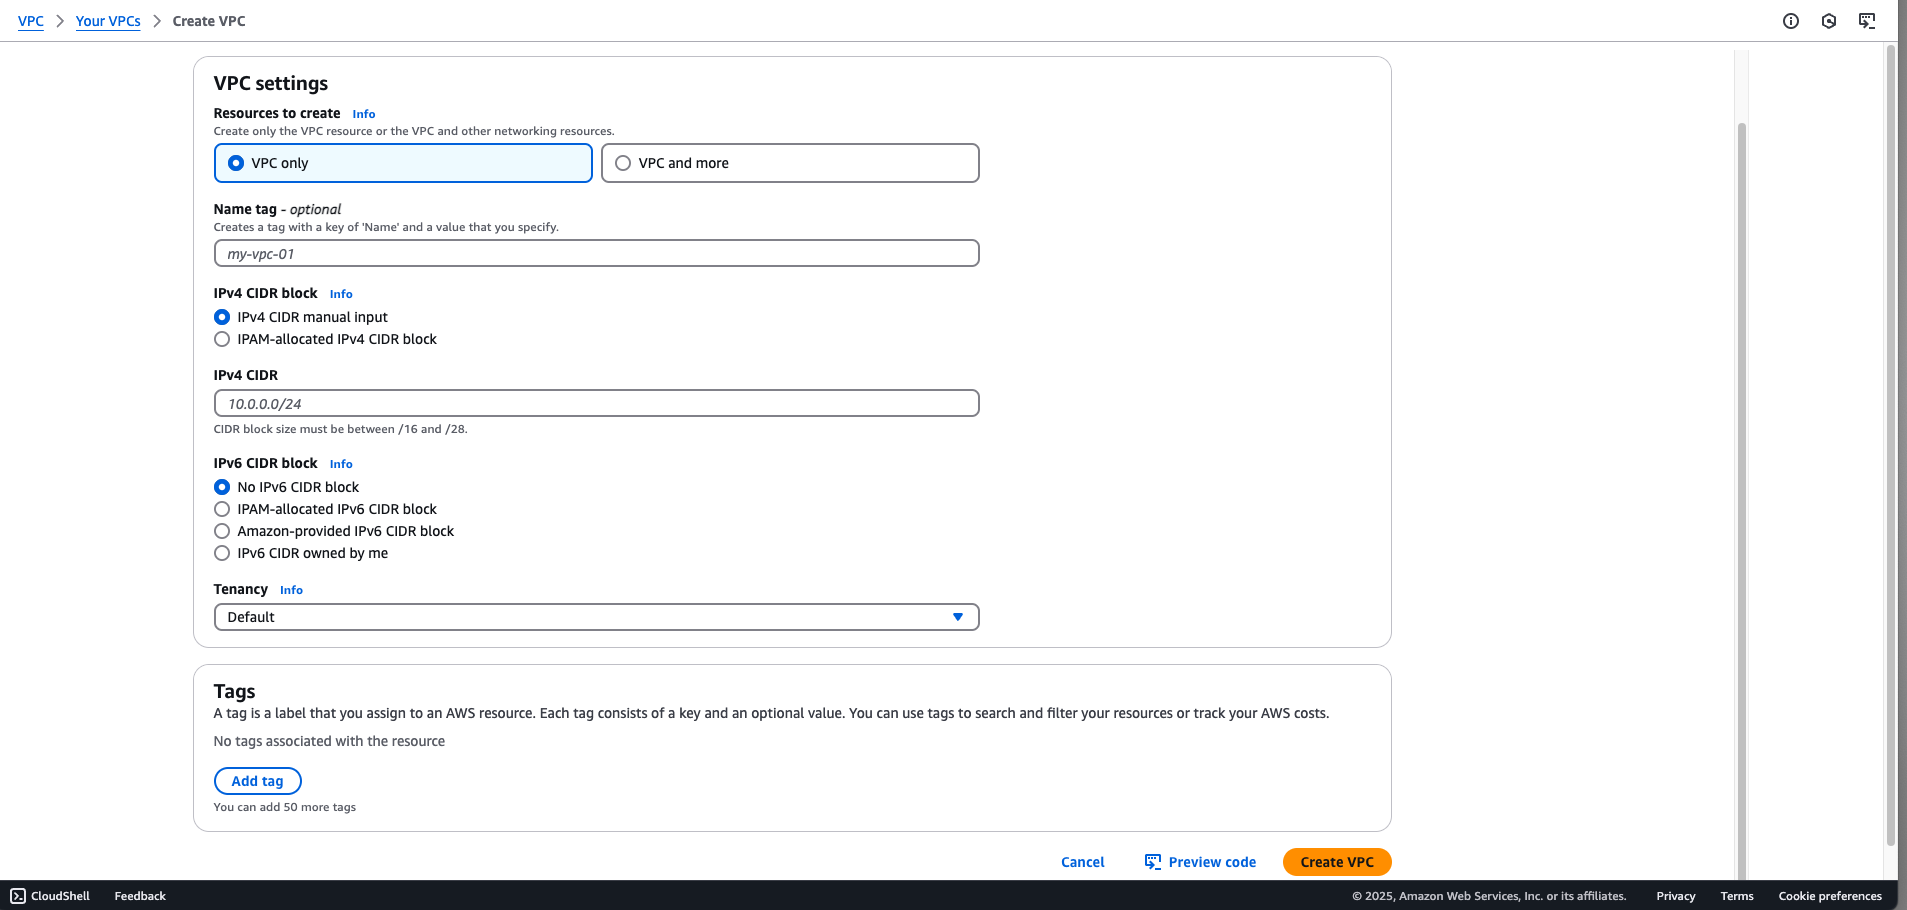 VPC > Your VPCs > Create VPC
VPC settings
Resources to create Info
Create only the VPC resource or the VPC and other networking resources.
VPC only VPC and more
Name tag - optional
Creates a tag with a key of 'Name' and a value that you specify.
my-vpc-01
IPv4 CIDR block Info
IPv4 CIDR manual input
IPAM-allocated IPv4 CIDR block
IPv4 CIDR
10.0.0.0/24
CIDR block size must be between /16 and /28.
IPv6 CIDR block Info
No IPv6 CIDR block
IPAM-allocated IPv6 CIDR block
Amazon-provided IPv6 CIDR block
IPv6 CIDR owned by me
Tenancy Info
Default
Tags
A tag is a label that you assign to an AWS resource. Each tag consists of a key and an optional value. You can use tags to search and filter your resources or track your AWS costs.
No tags associated with the resource
Add tag
You can add 50 more tags
Cancel Preview code Create VPC
CloudShell Feedback © 2025, Amazon Web Services, Inc. or its affiliates. Privacy Terms Cookie preferences